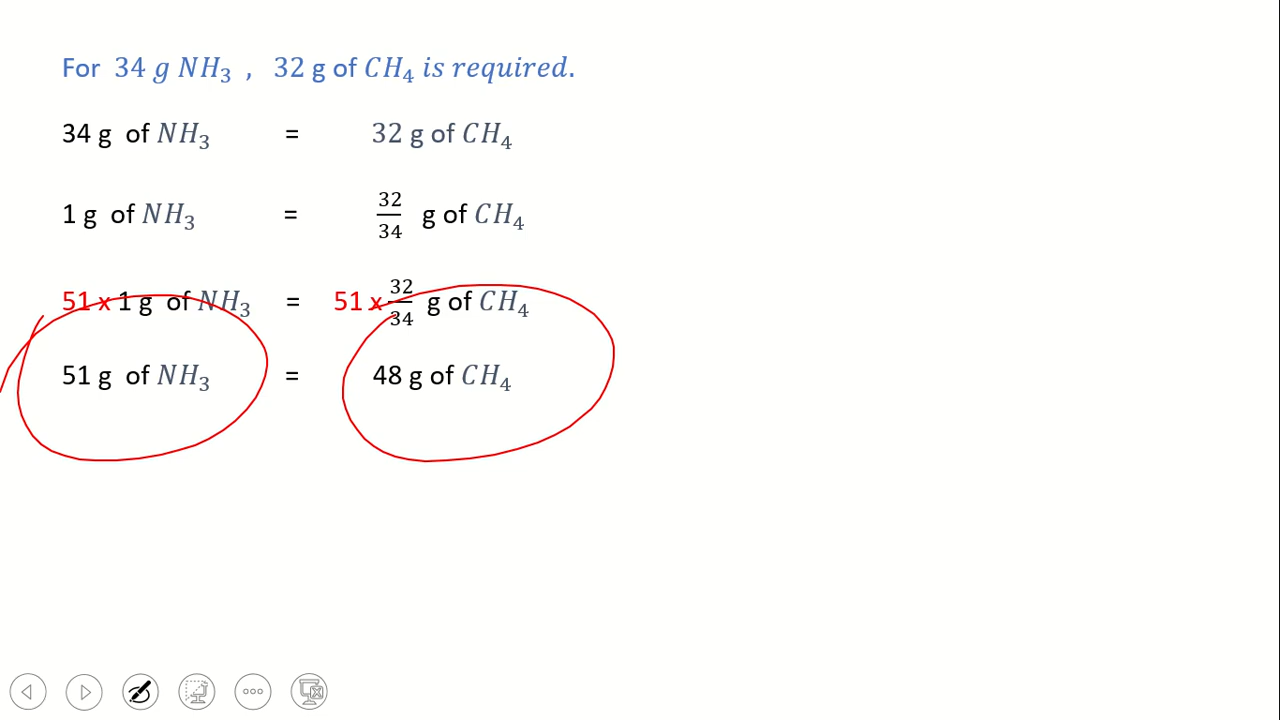 For 34 g NH₃ , 32 g of CH₄ is required.
34 g of NH₃ = 32 g of CH₄
1 g of NH₃ = 32/34 g of CH₄
51 x 1 g of NH₃ = 51 x 32/34 g of CH₄
51 g of NH₃ = 48 g of CH₄